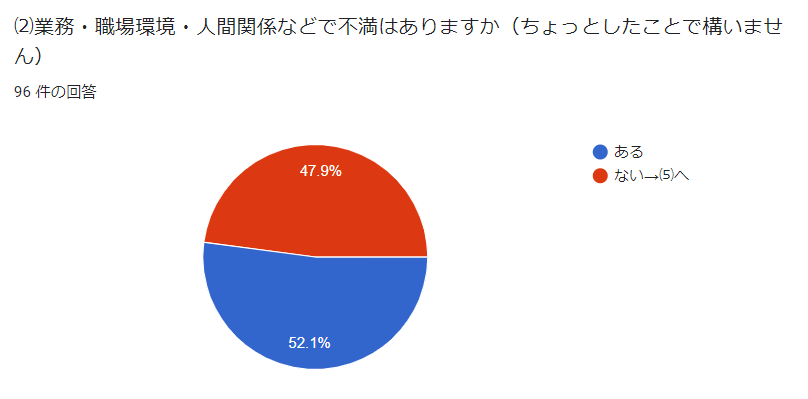 ⑵業務・職場環境・人間関係などで不満はありますか（ちょっとしたことで構いませ
ん）
96 件の回答
ある
ない→⑸へ
47.9%
52.1%